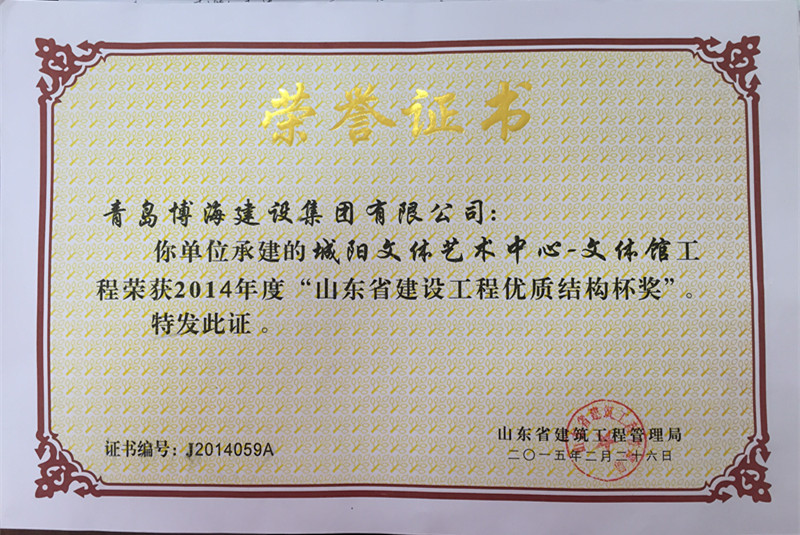 荣誉证书
青岛博海建设集团有限公司：
你单位承建的城阳文体艺术中心-文体馆工
程荣获2014年度“山东省建设工程优质结构杯奖”。
特发此证。
证书编号：J2014059A
山东省建筑工程管理局
二〇一五年二月二十六日